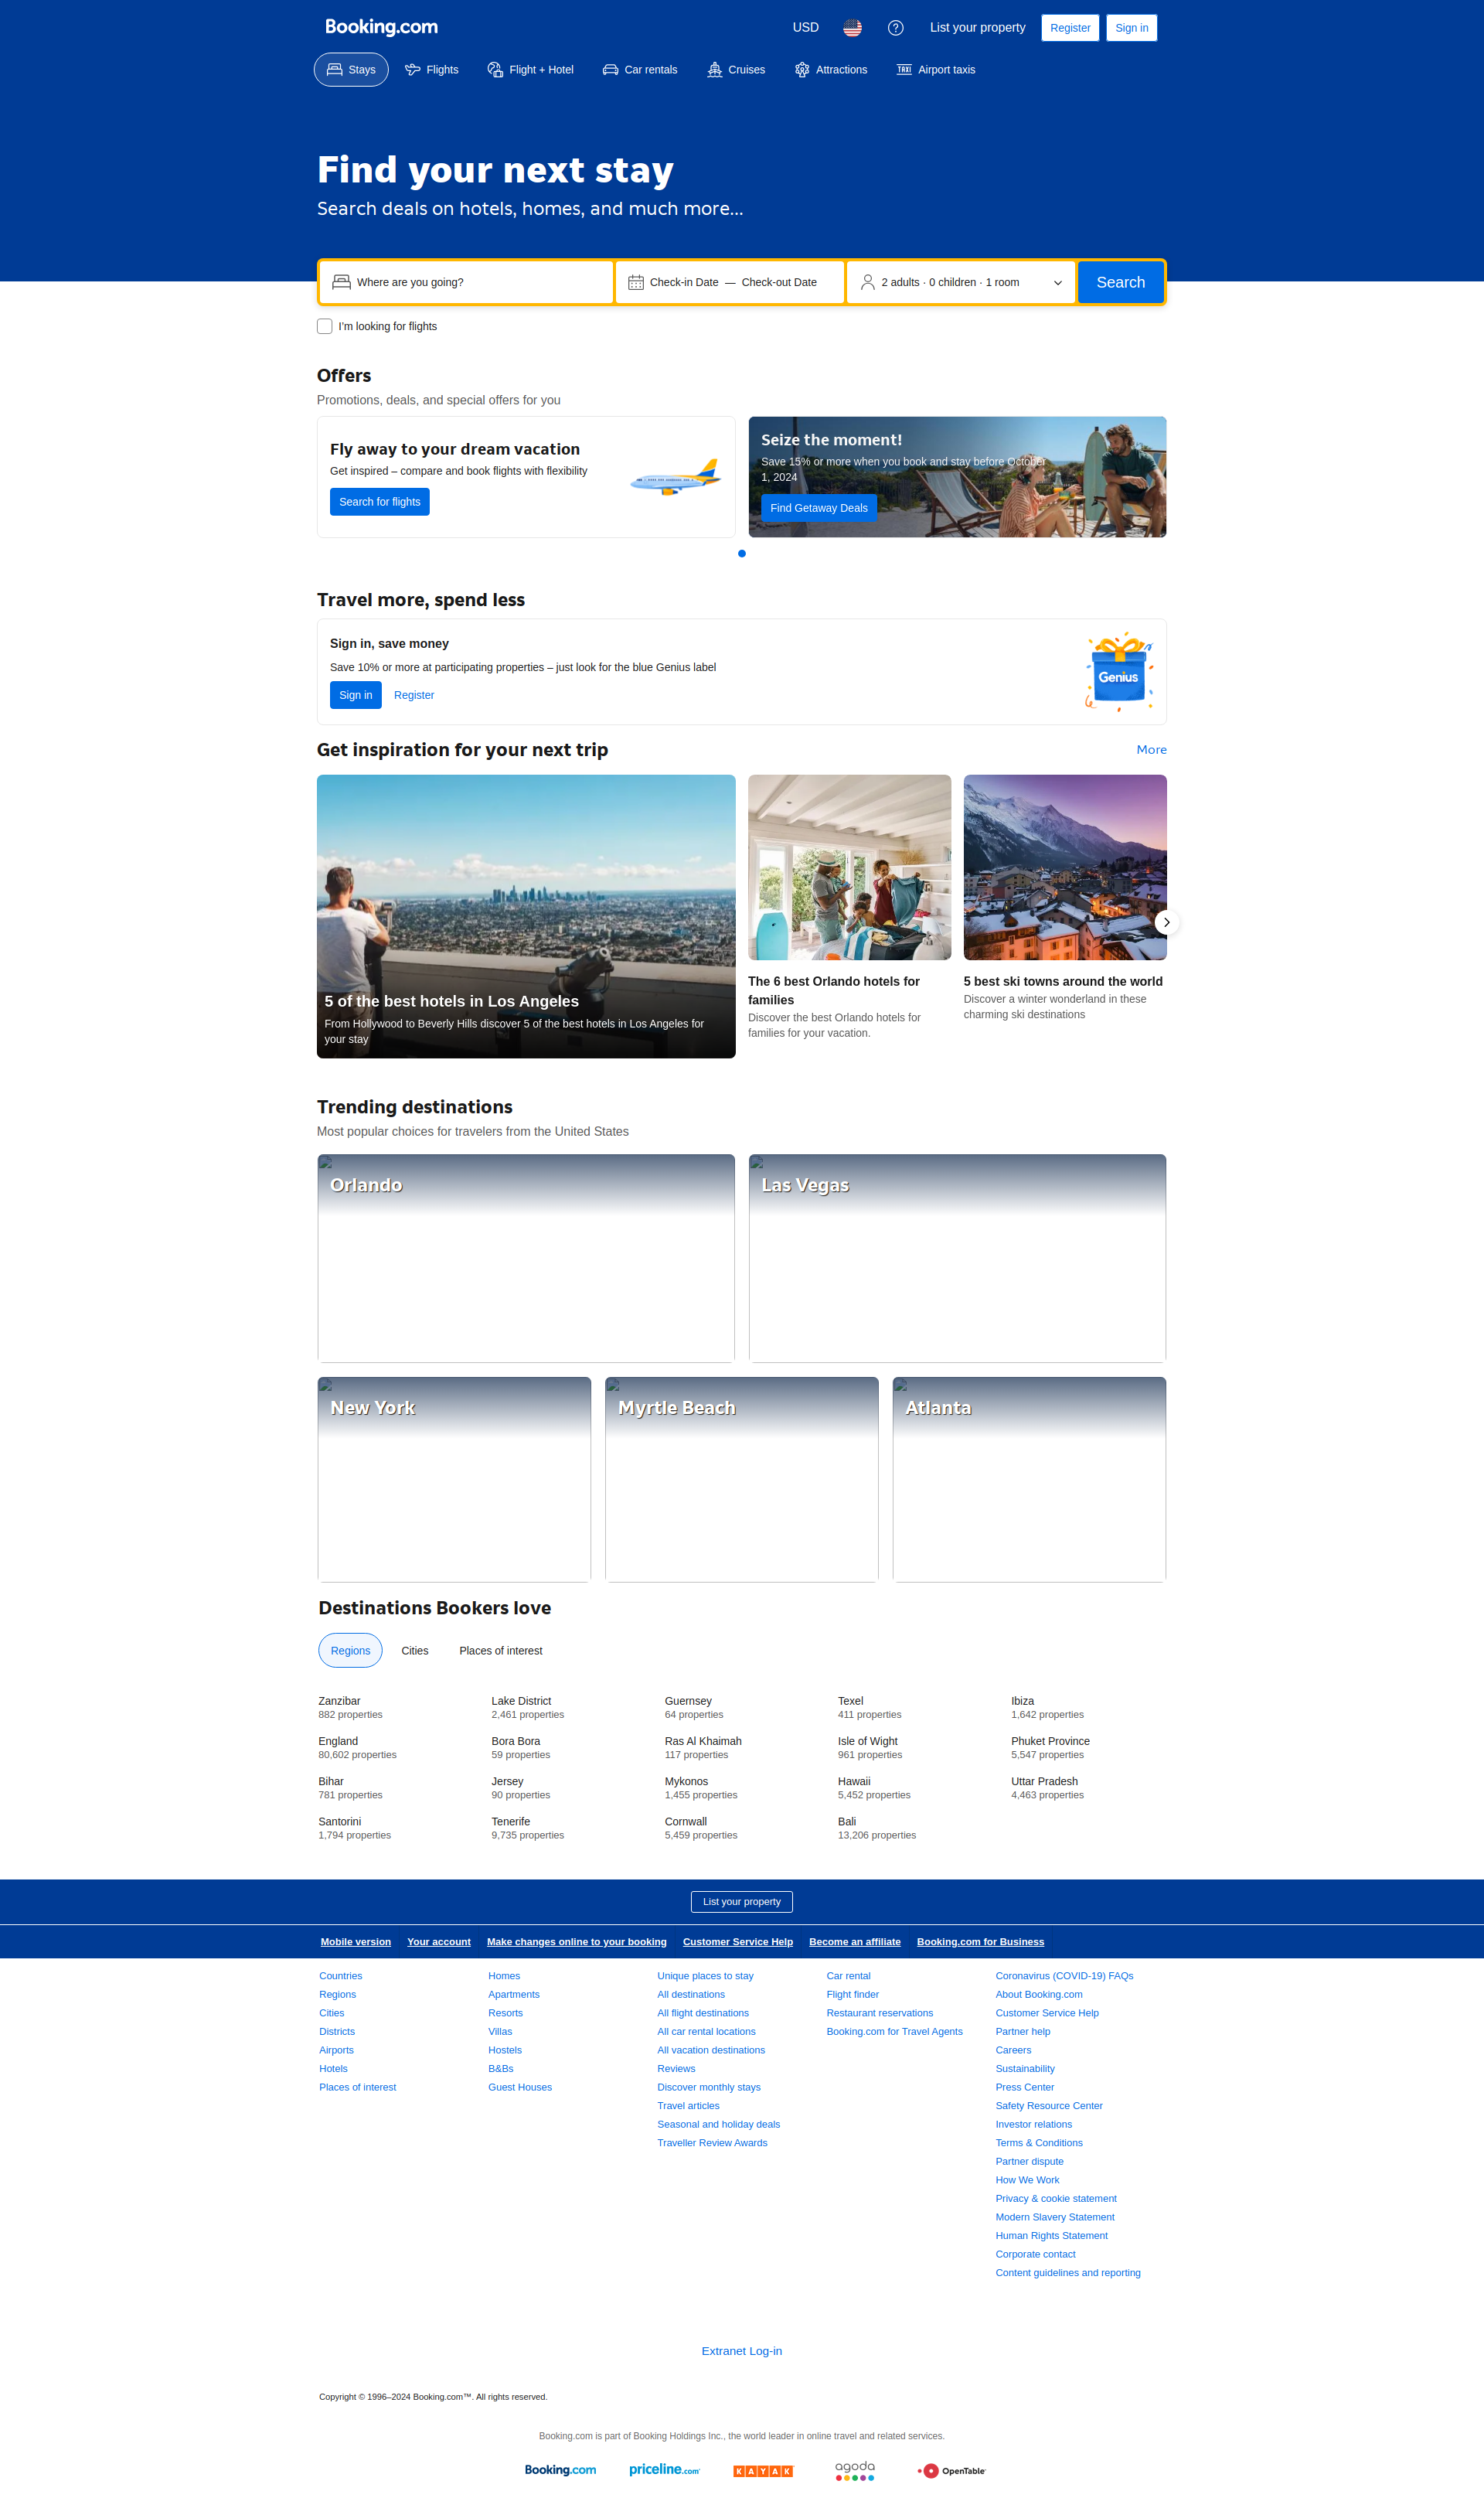 Booking.com
USD
List your property
Register
Sign in
Stays
Flights
Flight + Hotel
Car rentals
Cruises
Attractions
TAXI
Airport taxis
Find your next stay
Search deals on hotels, homes, and much more...
Where are you going?
Check-in Date — Check-out Date
2 adults · 0 children · 1 room
Search
I'm looking for flights
Offers
Promotions, deals, and special offers for you
Fly away to your dream vacation
Get inspired – compare and book flights with flexibility
Search for flights
Seize the moment!
Save 15% or more when you book and stay before October
1, 2024
Find Getaway Deals
Travel more, spend less
Sign in, save money
Save 10% or more at participating properties – just look for the blue Genius label
Sign in
Register
Genius
Get inspiration for your next trip
More
5 of the best hotels in Los Angeles
From Hollywood to Beverly Hills discover 5 of the best hotels in Los Angeles for
your stay
The 6 best Orlando hotels for
families
Discover the best Orlando hotels for
families for your vacation.
5 best ski towns around the world
Discover a winter wonderland in these
charming ski destinations
Trending destinations
Most popular choices for travelers from the United States
Orlando
Las Vegas
New York
Myrtle Beach
Atlanta
Destinations Bookers love
Regions
Cities
Places of interest
Zanzibar
882 properties
Lake District
2,461 properties
Guernsey
64 properties
Texel
411 properties
Ibiza
1,642 properties
England
80,602 properties
Bora Bora
59 properties
Ras Al Khaimah
117 properties
Isle of Wight
961 properties
Phuket Province
5,547 properties
Bihar
781 properties
Jersey
90 properties
Mykonos
1,455 properties
Hawaii
5,452 properties
Uttar Pradesh
4,463 properties
Santorini
1,794 properties
Tenerife
9,735 properties
Cornwall
5,459 properties
Bali
13,206 properties
List your property
Mobile version
Your account
Make changes online to your booking
Customer Service Help
Become an affiliate
Booking.com for Business
Countries
Regions
Cities
Districts
Airports
Hotels
Places of interest
Homes
Apartments
Resorts
Villas
Hostels
B&Bs
Guest Houses
Unique places to stay
All destinations
All flight destinations
All car rental locations
All vacation destinations
Reviews
Discover monthly stays
Travel articles
Seasonal and holiday deals
Traveller Review Awards
Car rental
Flight finder
Restaurant reservations
Booking.com for Travel Agents
Coronavirus (COVID-19) FAQs
About Booking.com
Customer Service Help
Partner help
Careers
Sustainability
Press Center
Safety Resource Center
Investor relations
Terms & Conditions
Partner dispute
How We Work
Privacy & cookie statement
Modern Slavery Statement
Human Rights Statement
Corporate contact
Content guidelines and reporting
Extranet Log-in
Copyright © 1996–2024 Booking.com™. All rights reserved.
Booking.com is part of Booking Holdings Inc., the world leader in online travel and related services.
Booking.com
priceline.com
KAYAK
agoda
OpenTable